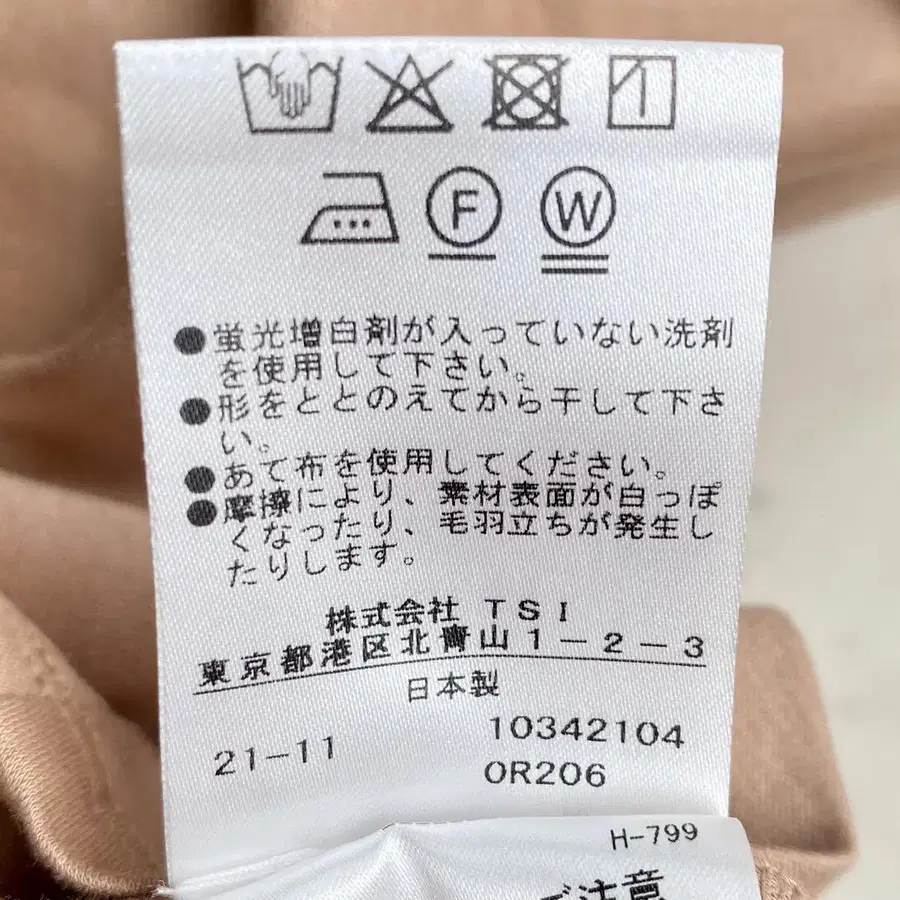 F W
●蛍光増白剤が入っていない洗剤
を使用して下さい。
●形をととのえてから干して下さ
い。
●あて布を使用してください。
●摩擦により、素材表面が白っぽ
くなったり、毛羽立ちが発生し
たりします。
株式会社 TSI
東京都港区北青山1-2-3
日本製
21-11 10342104
0R206
H-799
ご注意